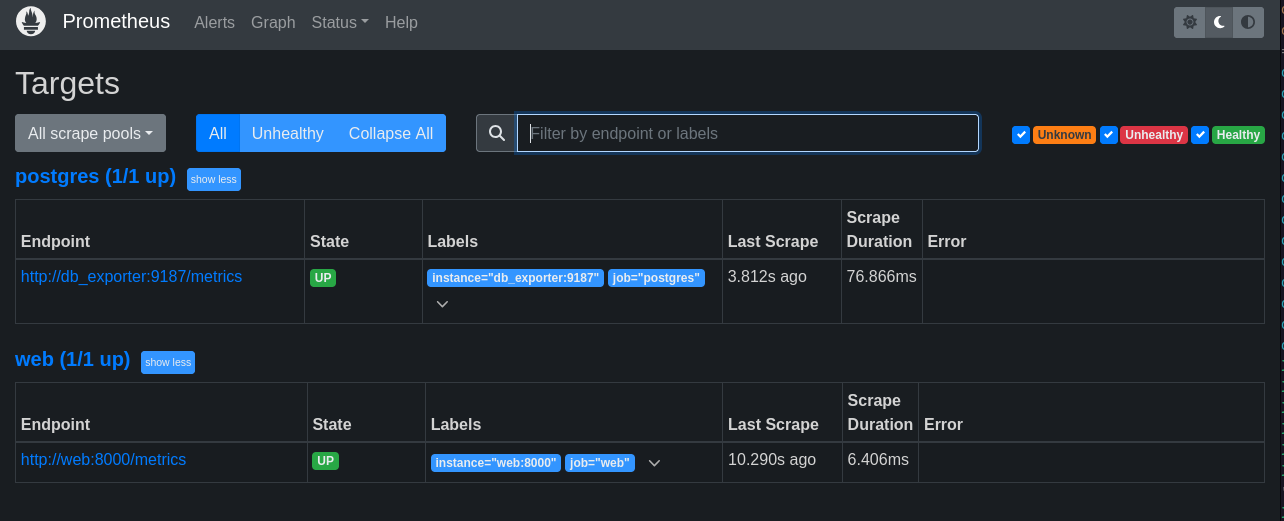 Prometheus Alerts Graph Status Help
Targets
All scrape pools All Unhealthy Collapse All Filter by endpoint or labels Unknown Unhealthy Healthy
postgres (1/1 up) show less
Endpoint State Labels Last Scrape Scrape Duration Error
http://db_exporter:9187/metrics UP instance="db_exporter:9187" job="postgres" 3.812s ago 76.866ms
web (1/1 up) show less
Endpoint State Labels Last Scrape Scrape Duration Error
http://web:8000/metrics UP instance="web:8000" job="web" 10.290s ago 6.406ms